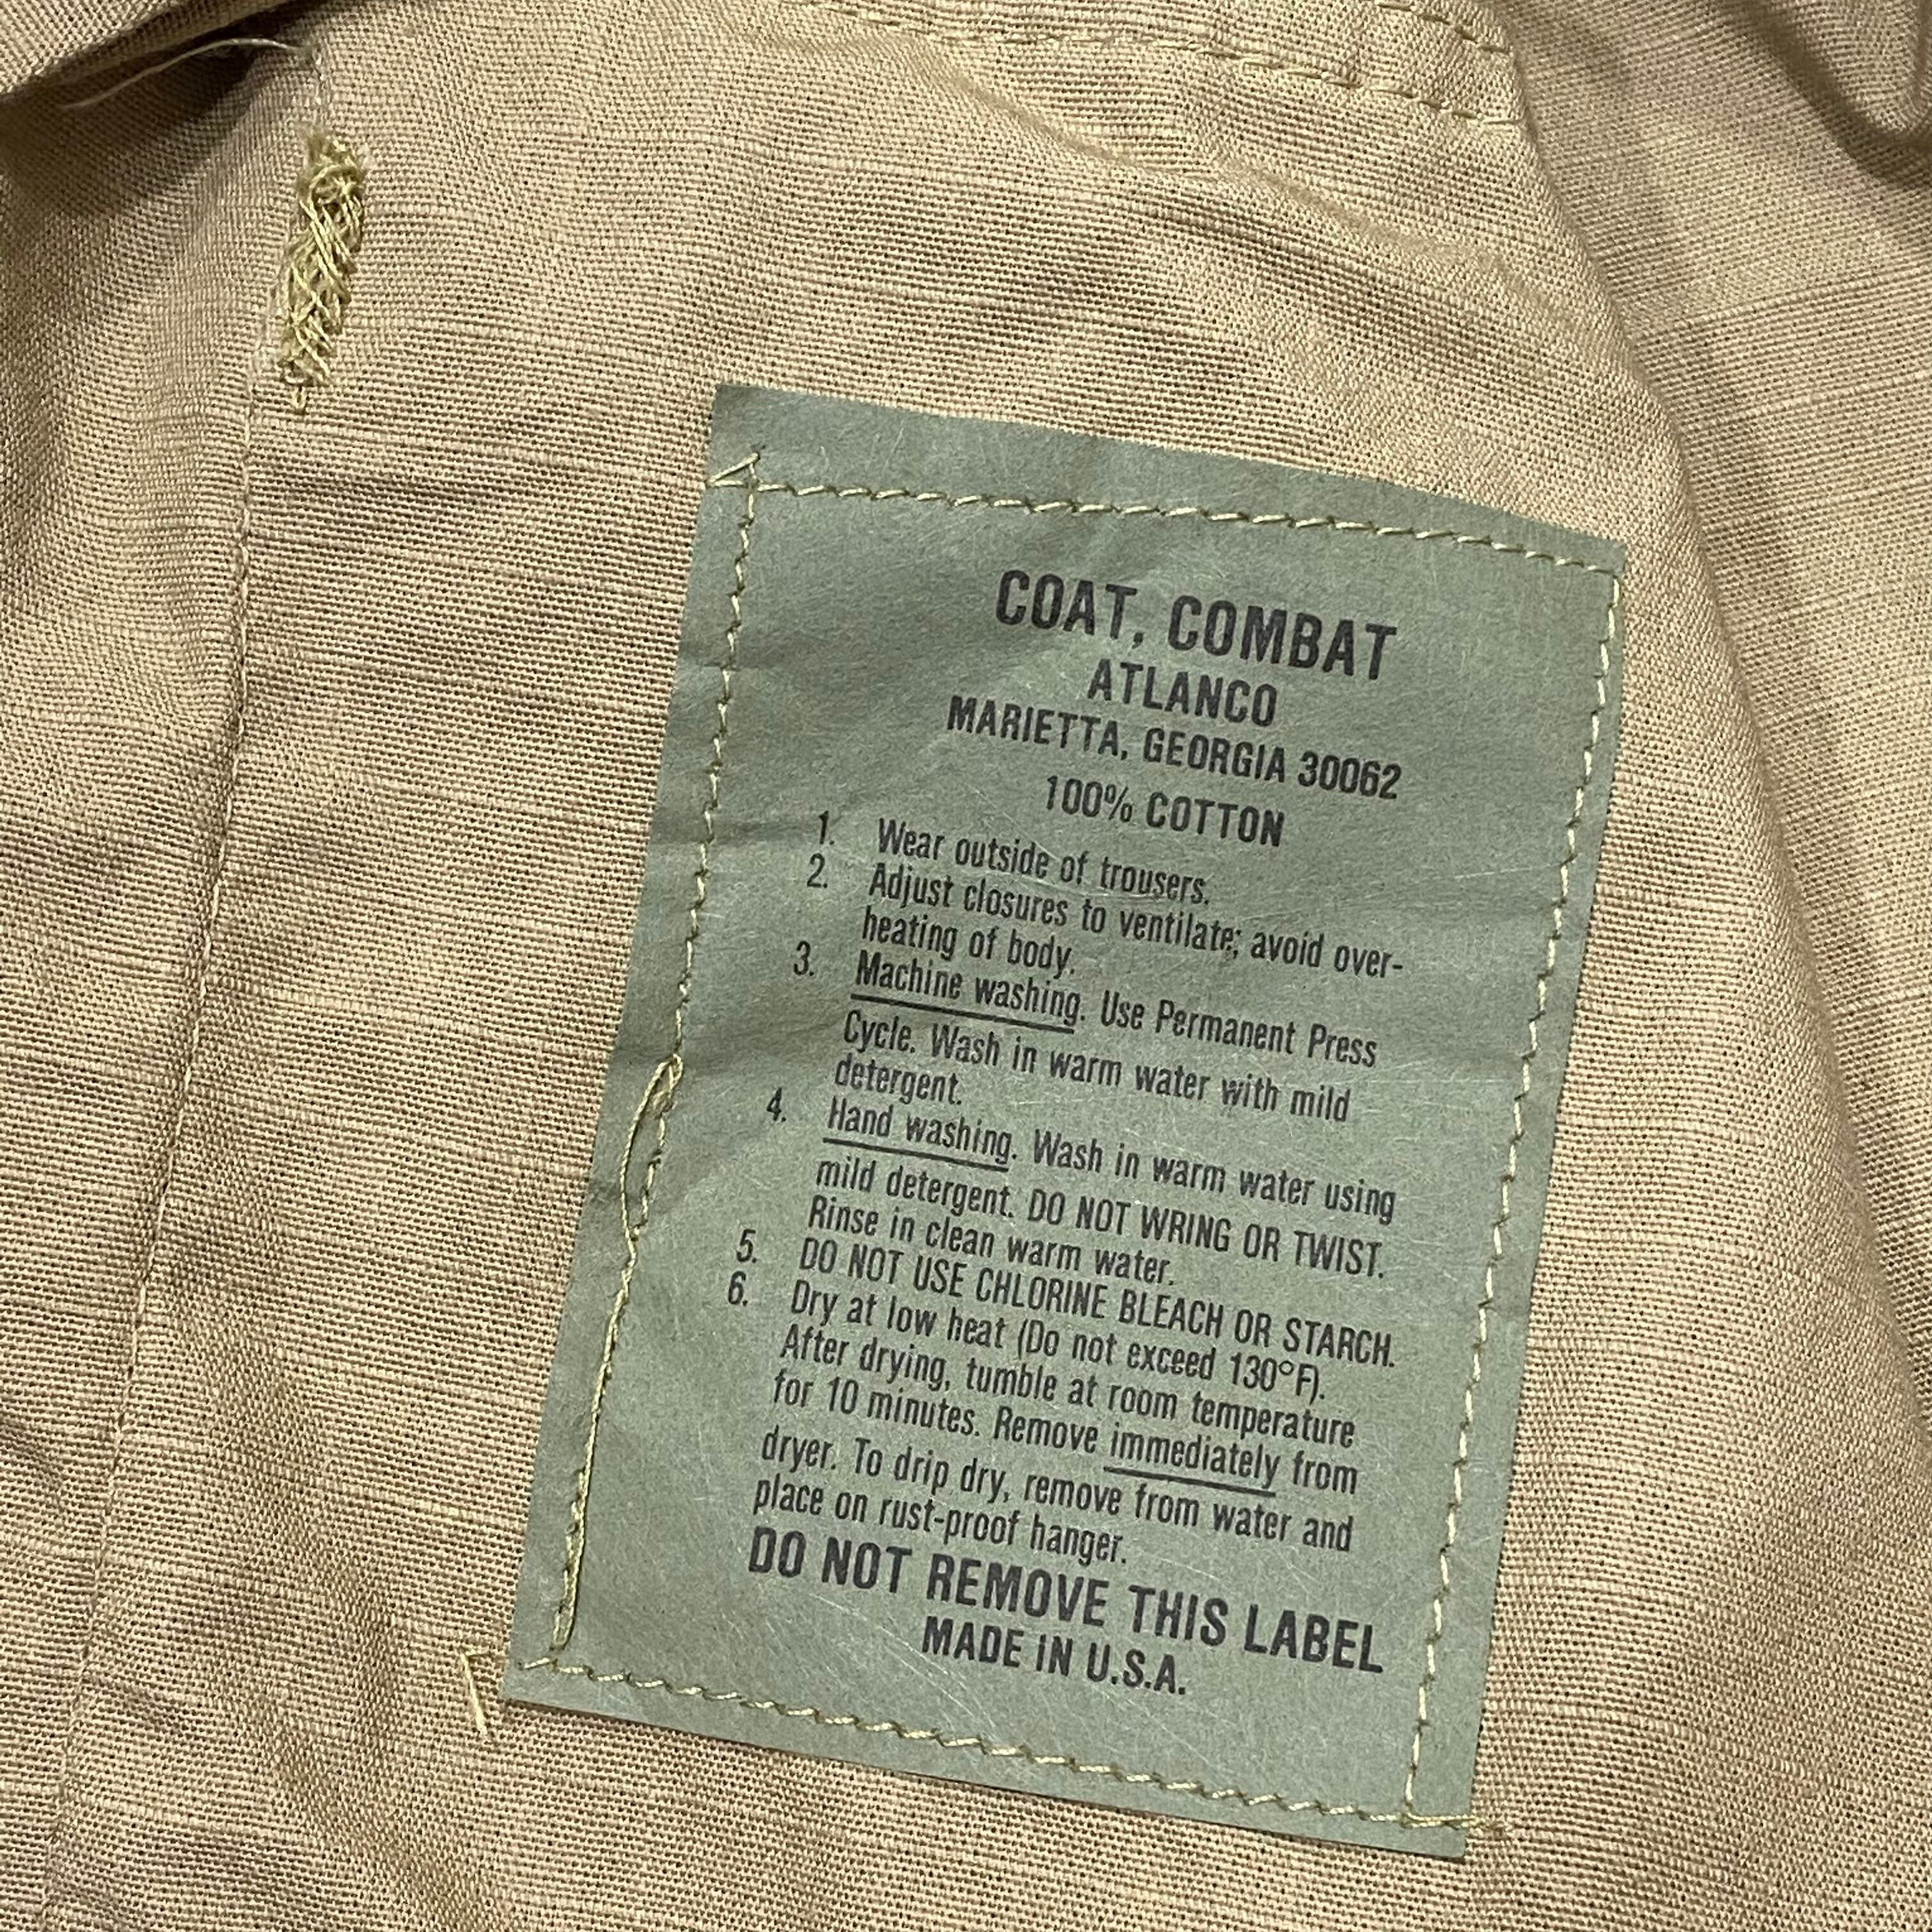 COAT, COMBAT
ATLANCO
MARIETTA, GEORGIA 30062
100% COTTON
1. Wear outside of trousers.
2. Adjust closures to ventilate; avoid over-
heating of body.
3. Machine washing. Use Permanent Press
Cycle. Wash in warm water with mild
detergent.
4. Hand washing. Wash in warm water using
mild detergent. DO NOT WRING OR TWIST.
Rinse in clean warm water.
5. DO NOT USE CHLORINE BLEACH OR STARCH.
6. Dry at low heat (Do not exceed 130°F).
After drying, tumble at room temperature
for 10 minutes. Remove immediately from
dryer. To drip dry, remove from water and
place on rust-proof hanger.
DO NOT REMOVE THIS LABEL
MADE IN U.S.A.